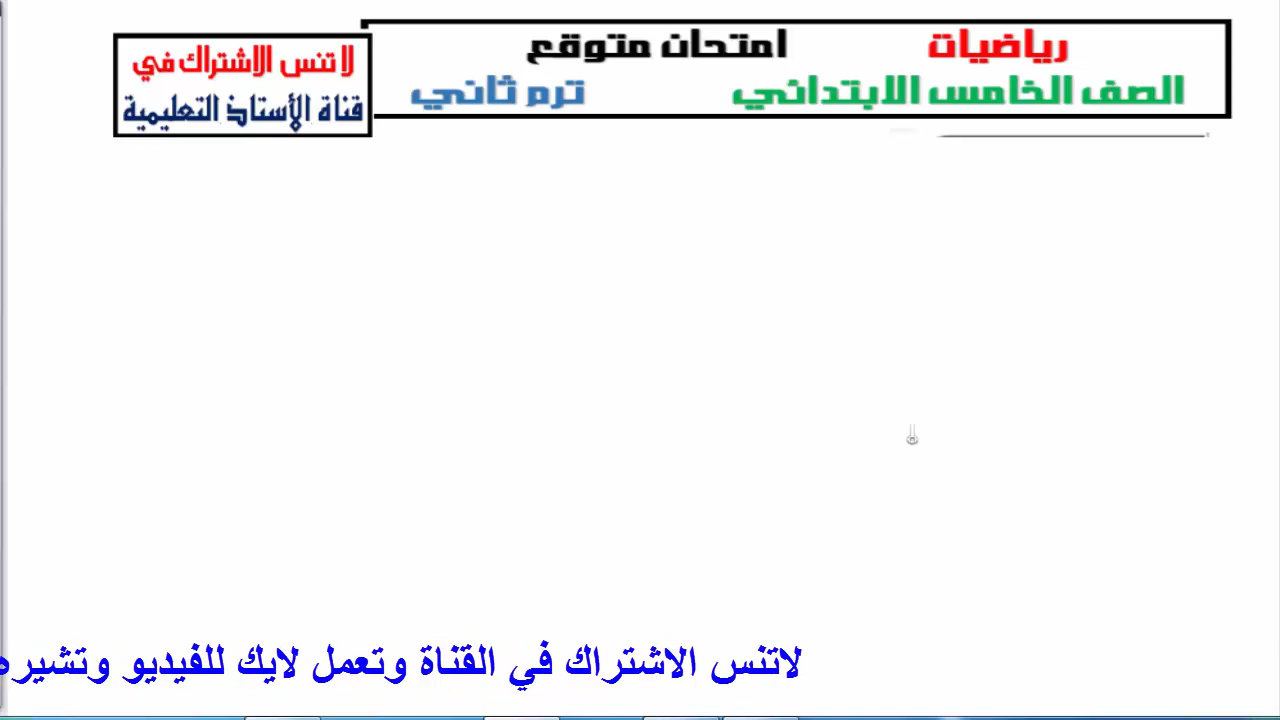 رياضيات امتحان متوقع
الصف الخامس الابتدائي ترم ثاني
لا تنس الاشتراك في
قناة الأستاذ التعليمية
لاتنس الاشتراك في القناة وتعمل لايك للفيديو وتشيره